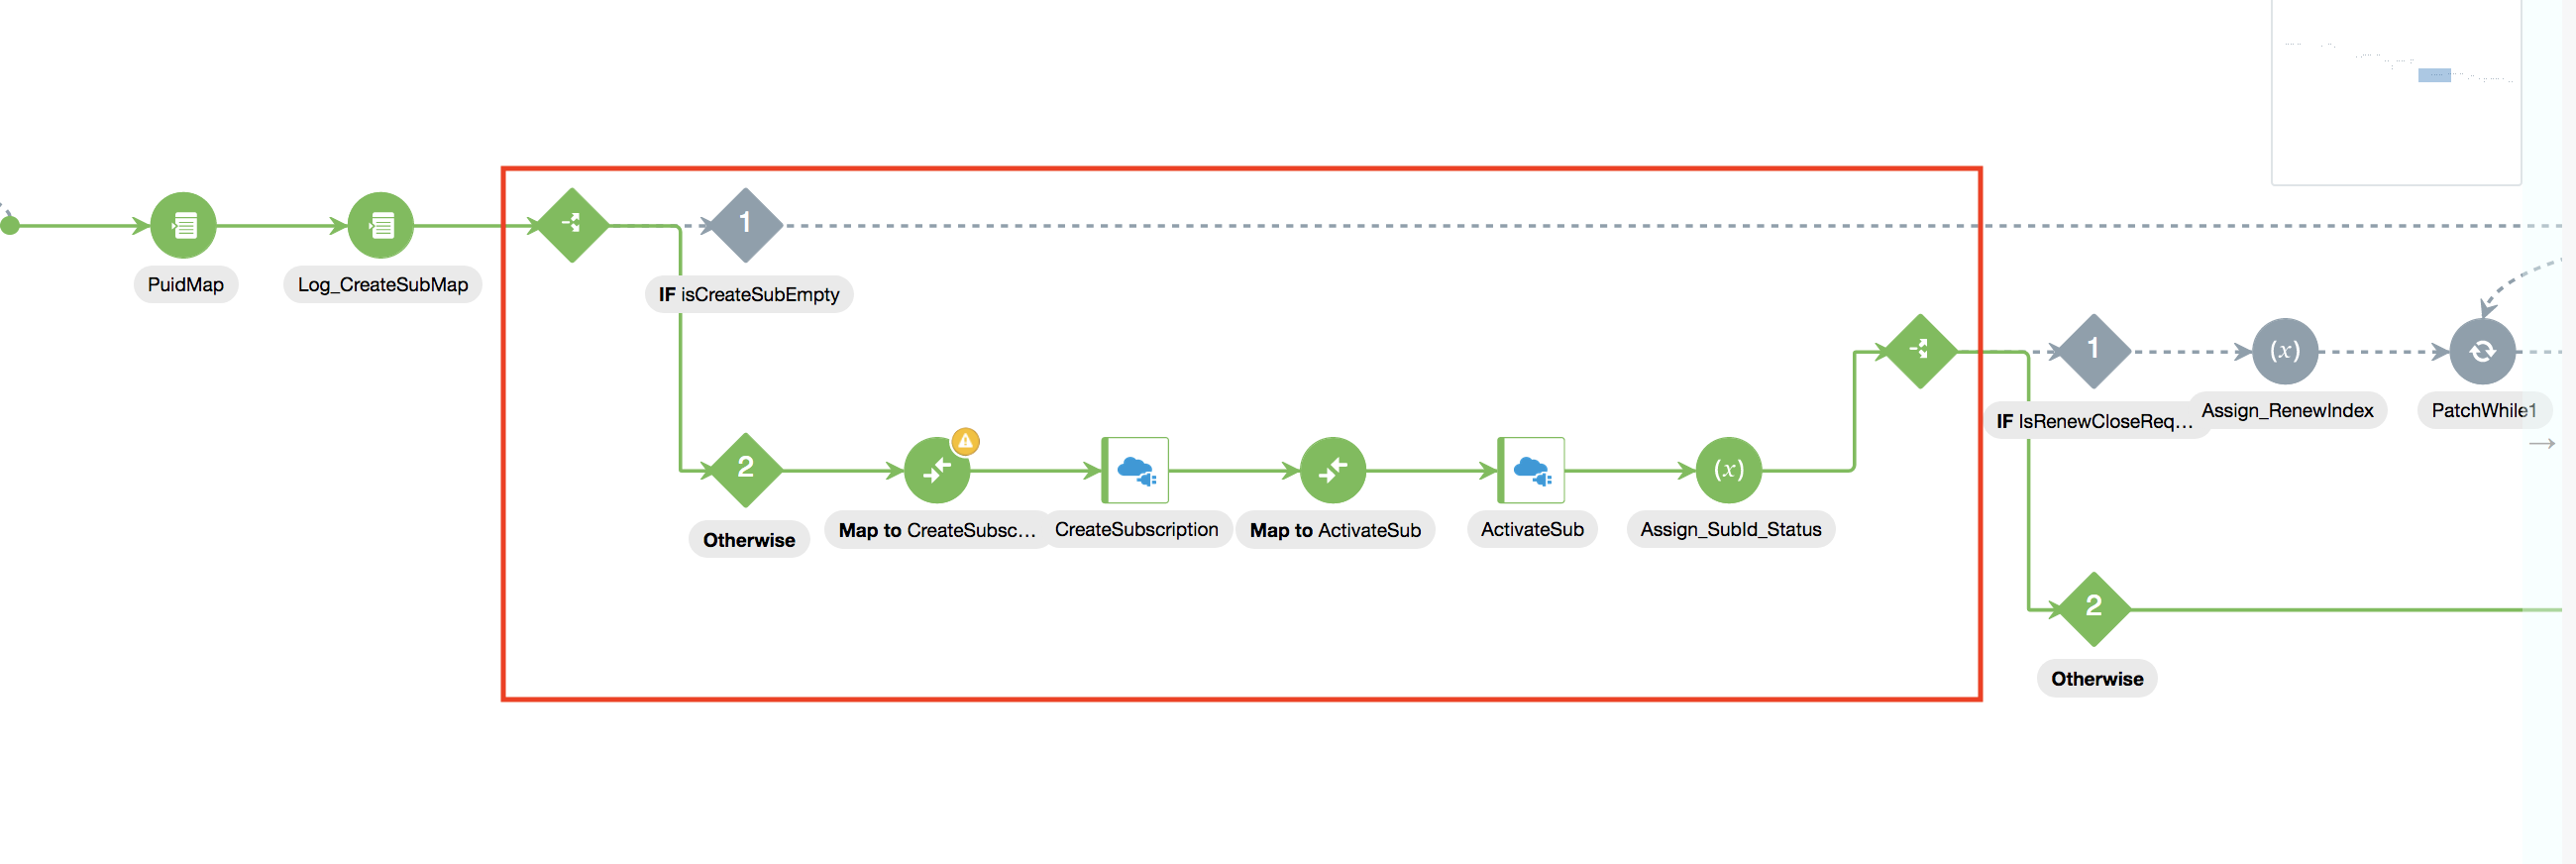 PuidMap
Log_CreateSubMap
1
IF isCreateSubEmpty
2
Otherwise
Map to CreateSubsc...
CreateSubscription
Map to ActivateSub
ActivateSub
(x)
Assign_SubId_Status
1
IF IsRenewCloseReq...
(x)
Assign_RenewIndex
PatchWhile1
2
Otherwise